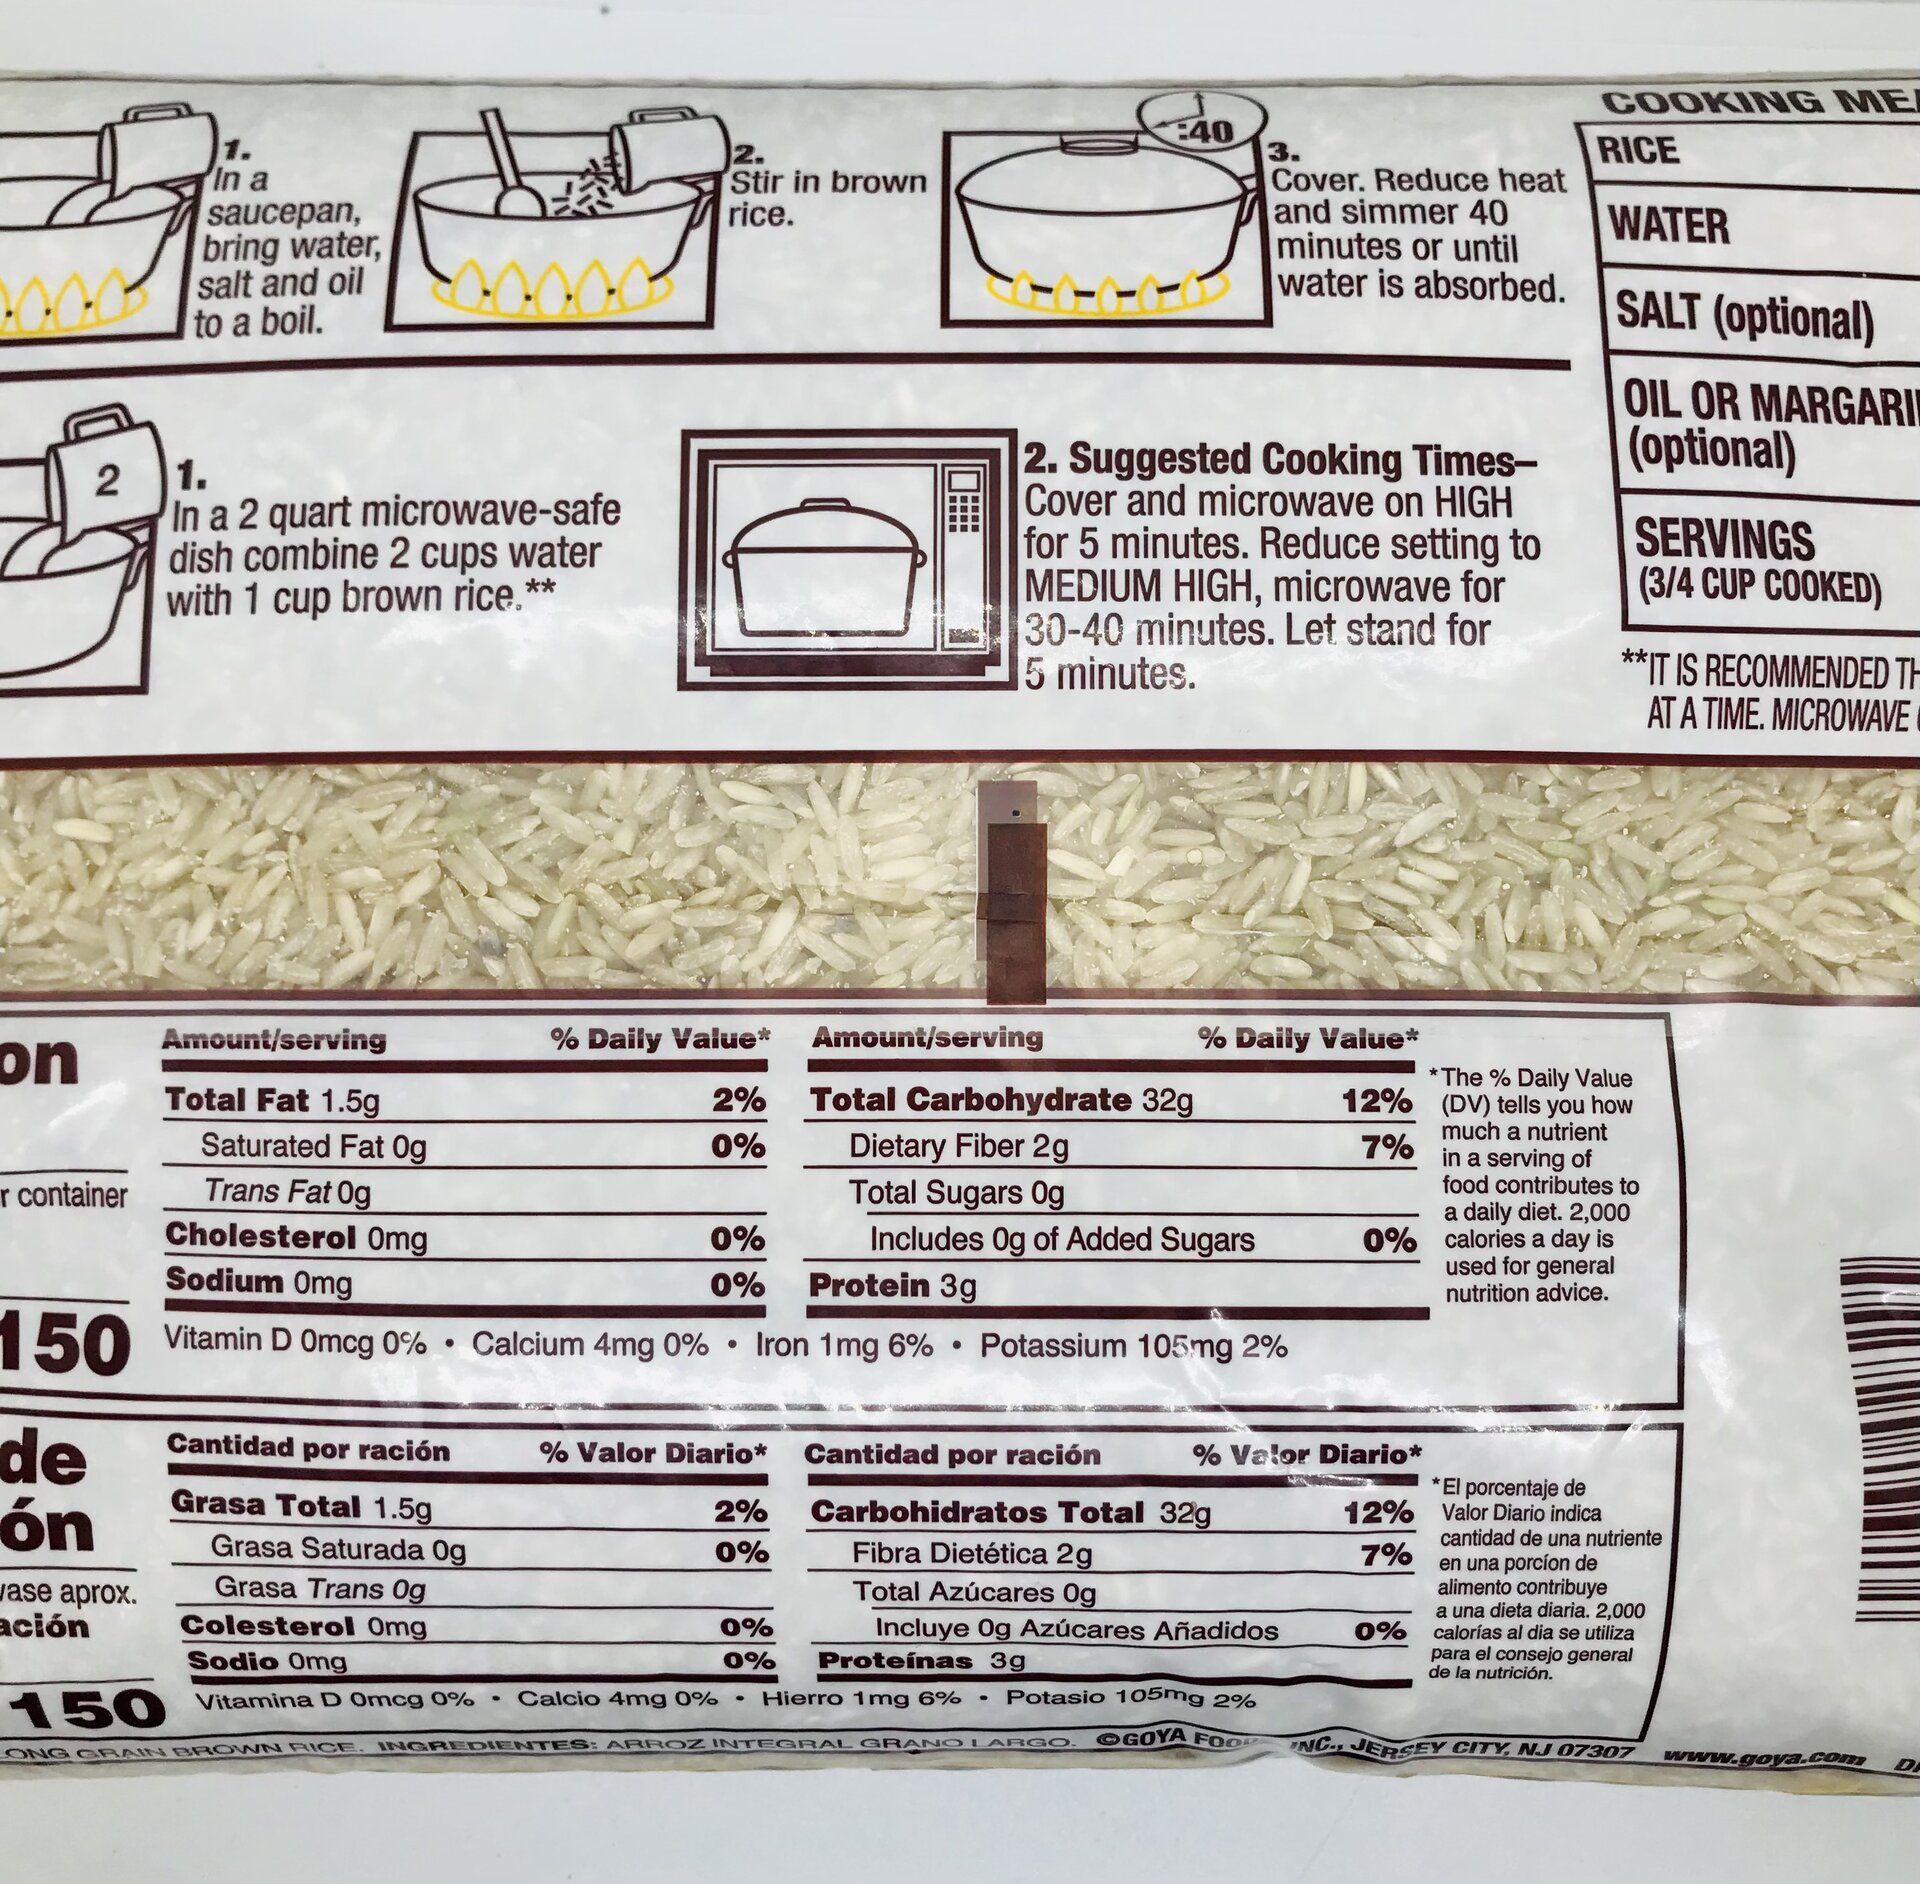 1.
In a
saucepan,
bring water,
salt and oil
to a boil.
2.
Stir in brown
rice.
:40
3.
Cover. Reduce heat
and simmer 40
minutes or until
water is absorbed.
2
1.
In a 2 quart microwave-safe
dish combine 2 cups water
with 1 cup brown rice.**
2. Suggested Cooking Times–
Cover and microwave on HIGH
for 5 minutes. Reduce setting to
MEDIUM HIGH, microwave for
30-40 minutes. Let stand for
5 minutes.
COOKING
RICE
WATER
SALT (optional)
OIL OR
(optional)
SERVINGS
(3/4 CUP COOKED)
**IT IS RECOMMENDED
AT A TIME. MICROWAVE
on
r container
150
Amount/serving % Daily Value*
Total Fat 1.5g 2%
Saturated Fat 0g 0%
Trans Fat 0g
Cholesterol 0mg 0%
Sodium 0mg 0%
Amount/serving % Daily Value*
Total Carbohydrate 32g 12%
Dietary Fiber 2g 7%
Total Sugars 0g
Includes 0g of Added Sugars 0%
Protein 3g
Vitamin D 0mcg 0% • Calcium 4mg 0% • Iron 1mg 6% • Potassium 105mg 2%
*The % Daily Value
(DV) tells you how
much a nutrient
in a serving of
food contributes to
a daily diet. 2,000
calories a day is
used for general
nutrition advice.
de
ón
ase aprox.
ación
150
Cantidad por ración % Valor Diario*
Grasa Total 1.5g 2%
Grasa Saturada 0g 0%
Grasa Trans 0g
Colesterol 0mg 0%
Sodio 0mg 0%
Cantidad por ración % Valor Diario*
Carbohidratos Total 32g 12%
Fibra Dietética 2g 7%
Total Azúcares 0g
Incluye 0g Azúcares Añadidos 0%
Proteínas 3g
Vitamina D 0mcg 0% • Calcio 4mg 0% • Hierro 1mg 6% • Potasio 105mg 2%
*El porcentaje de
Valor Diario indica
cantidad de una nutriente
en una porcíon de
alimento contribuye
a una dieta diaria. 2,000
calorías al dia se utiliza
para el consejo general
de la nutrición.
ONG GRAIN BROWN RICE. INGREDIENTES: ARROZ INTEGRAL GRANO LARGO. ©GOYA FOO INC., JERSEY CITY, NJ 07307 www.goya.com